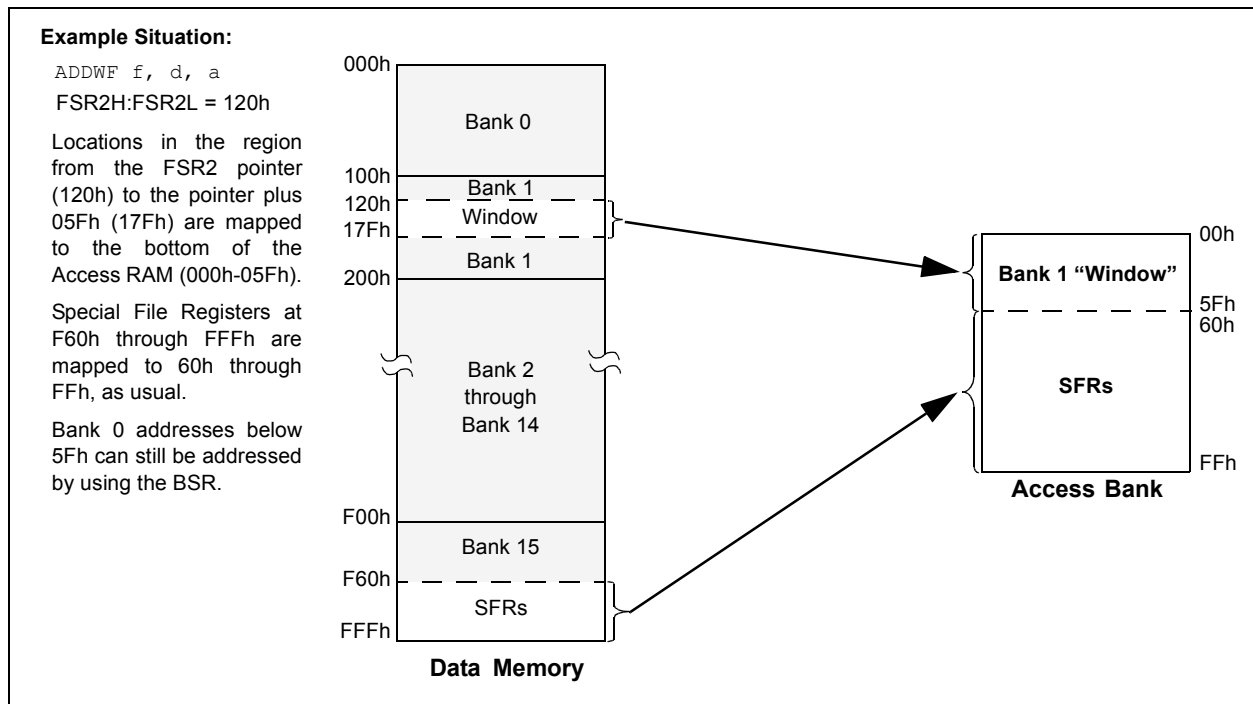 Example Situation:
ADDWF f, d, a
FSR2H:FSR2L = 120h
Locations in the region
from the FSR2 pointer
(120h) to the pointer plus
05Fh (17Fh) are mapped
to the bottom of the
Access RAM (000h-05Fh).
Special File Registers at
F60h through FFFh are
mapped to 60h through
FFh, as usual.
Bank 0 addresses below
5Fh can still be addressed
by using the BSR.
000h
Bank 0
100h
Bank 1
120h
Window
17Fh
Bank 1
200h
Bank 2
through
Bank 14
F00h
Bank 15
F60h
SFRs
FFFh
Data Memory
00h
Bank 1 “Window”
5Fh
60h
SFRs
FFh
Access Bank